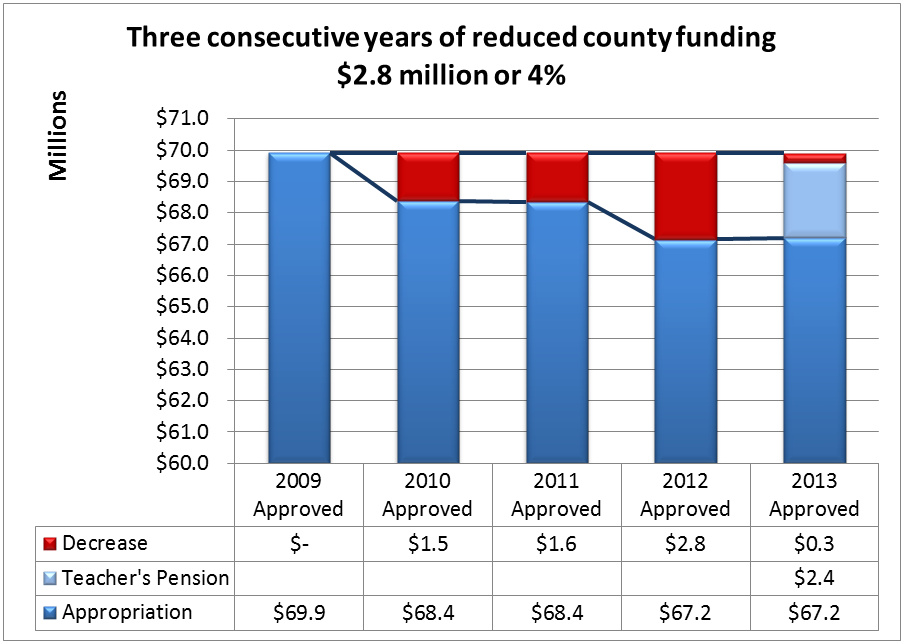 Three consecutive years of reduced county funding
$2.8 million or 4%
Millions
$71.0
$70.0
$69.0
$68.0
$67.0
$66.0
$65.0
$64.0
$63.0
$62.0
$61.0
$60.0
2009 Approved
2010 Approved
2011 Approved
2012 Approved
2013 Approved
Decrease $- $1.5 $1.6 $2.8 $0.3
Teacher's Pension $2.4
Appropriation $69.9 $68.4 $68.4 $67.2 $67.2